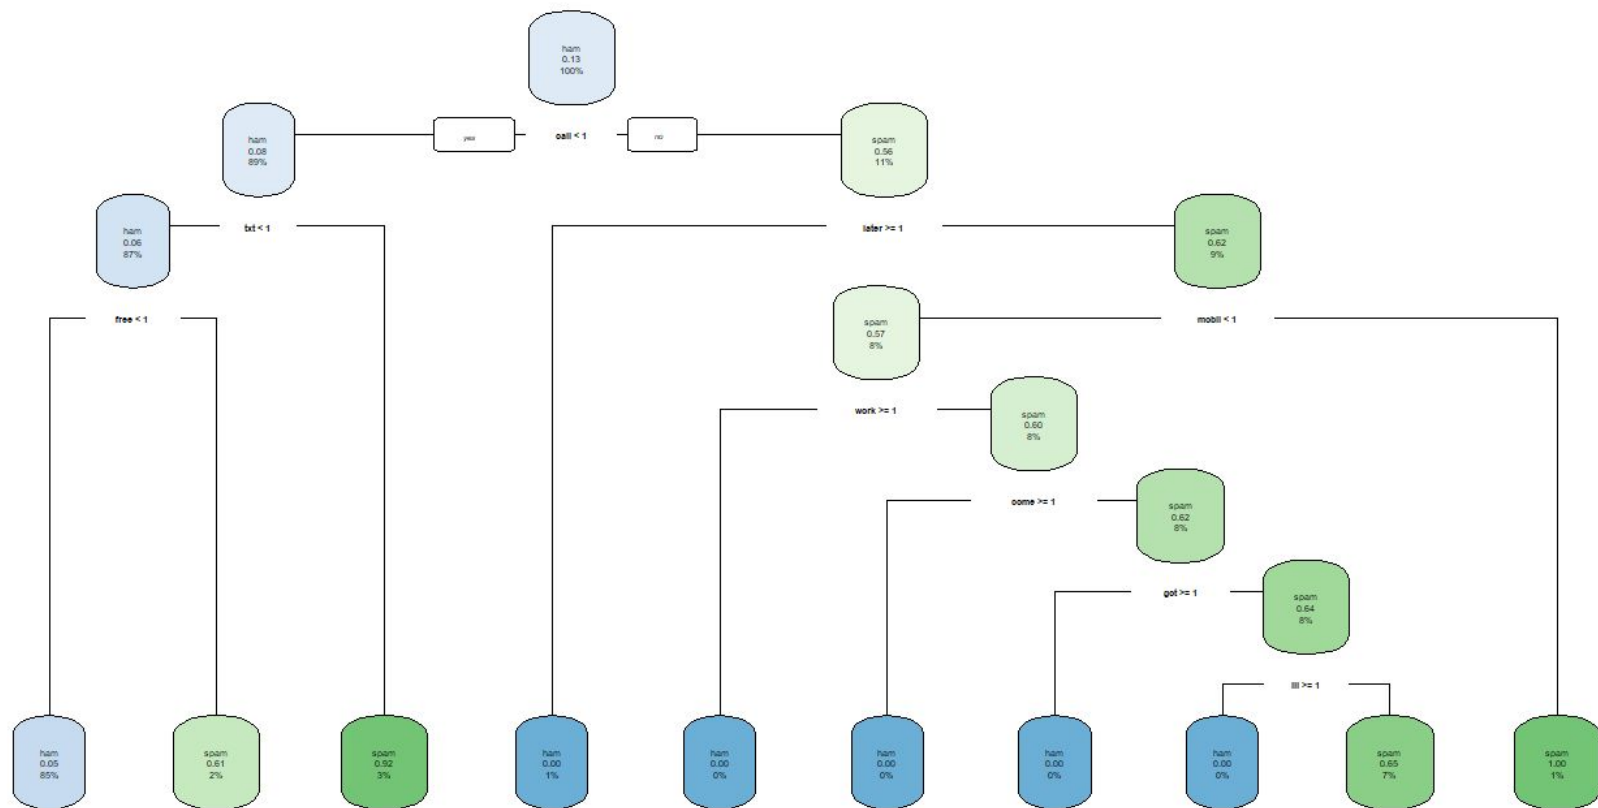 ham
0.13
100%
yes
call < 1
no
ham
0.08
89%
spam
0.56
11%
txt < 1
later >= 1
ham
0.06
87%
spam
0.62
9%
free < 1
mobil < 1
spam
0.57
8%
work >= 1
spam
0.60
8%
come >= 1
spam
0.62
8%
got >= 1
spam
0.64
8%
ill >= 1
ham
0.05
85%
spam
0.61
2%
spam
0.92
3%
ham
0.00
1%
ham
0.00
0%
ham
0.00
0%
ham
0.00
0%
ham
0.00
0%
spam
0.65
7%
spam
1.00
1%